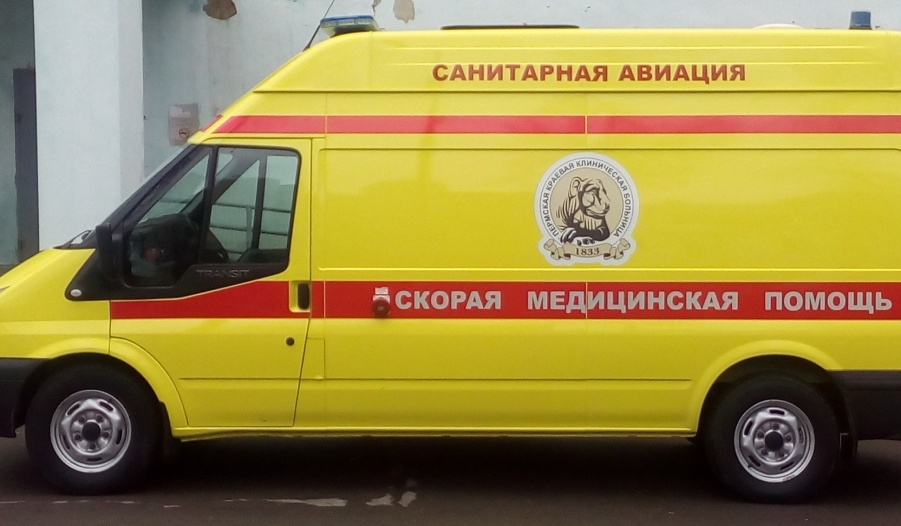 САНИТАРНАЯ АВИАЦИЯ
ПЕРМСКАЯ КРАЕВАЯ КЛИНИЧЕСКАЯ БОЛЬНИЦА
1833
TRANSIT
СКОРАЯ МЕДИЦИНСКАЯ ПОМОЩЬ